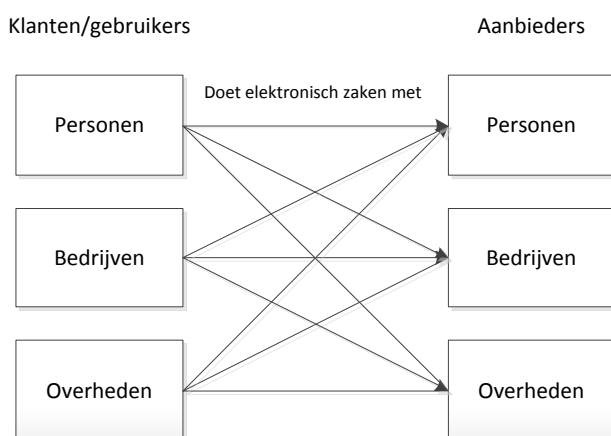 Klanten/gebruikers
Aanbieders
Doet elektronisch zaken met
Personen
Personen
Bedrijven
Bedrijven
Overheden
Overheden